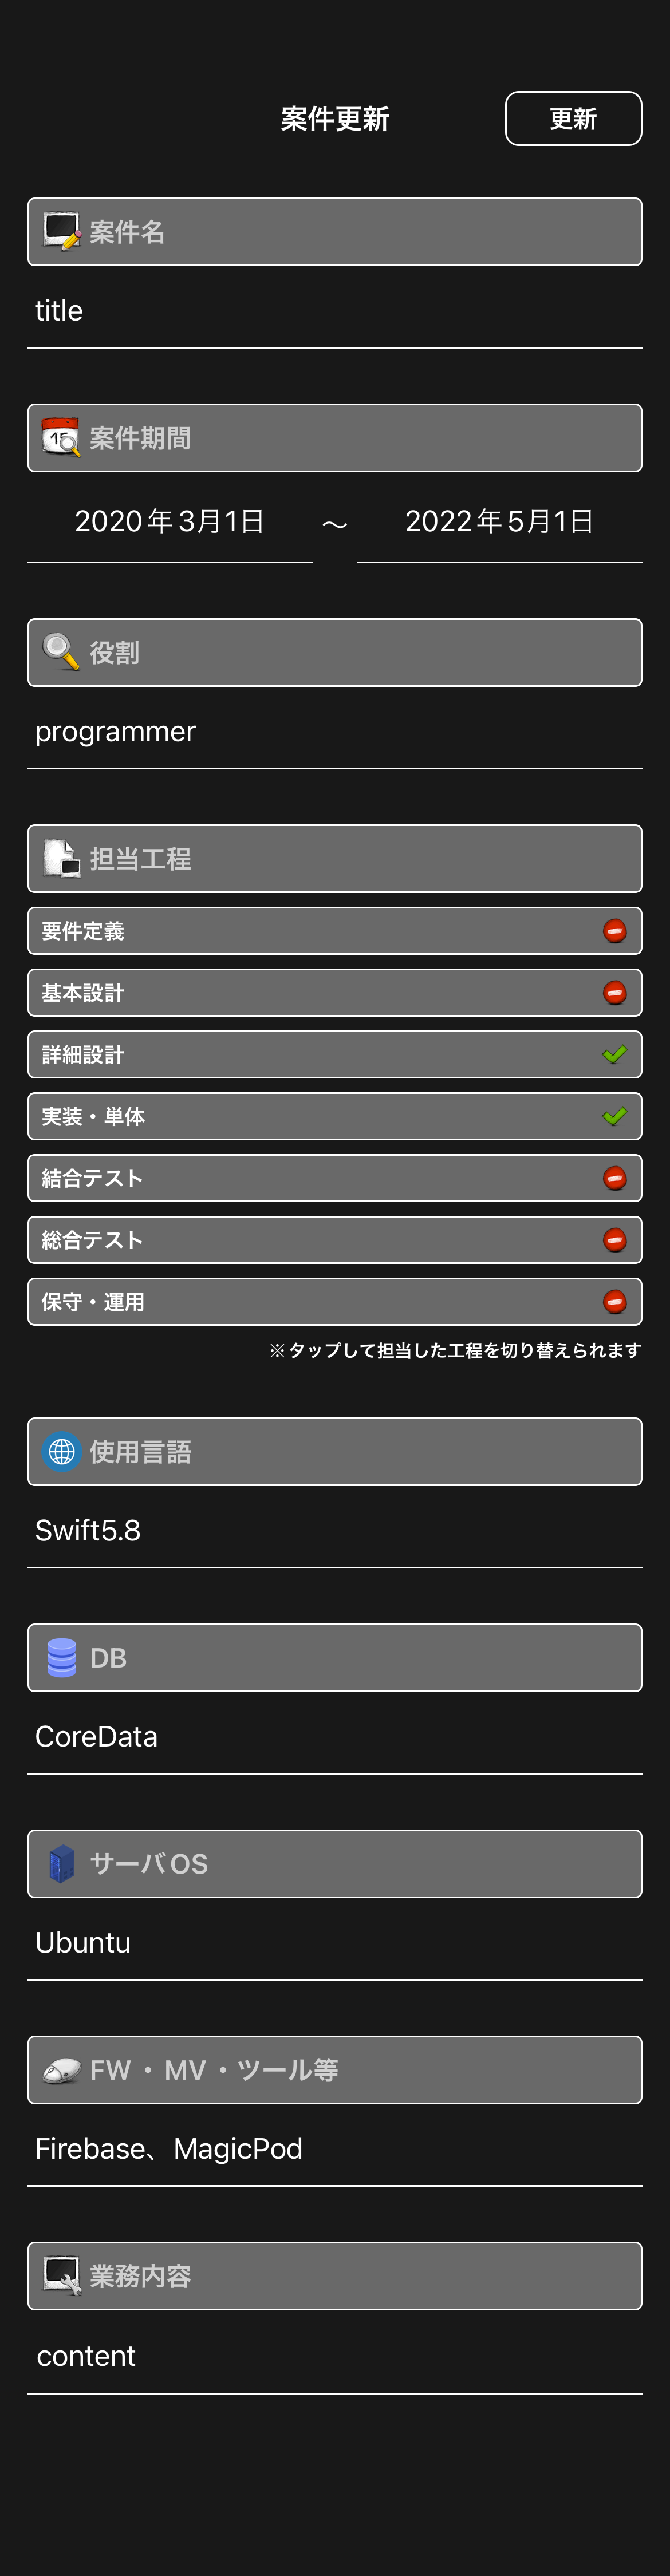 案件更新
更新
案件名
title
案件期間
2020年3月1日 ～ 2022年5月1日
役割
programmer
担当工程
要件定義
基本設計
詳細設計
実装・単体
結合テスト
総合テスト
保守・運用
※タップして担当した工程を切り替えられます
使用言語
Swift5.8
DB
CoreData
サーバOS
Ubuntu
FW・MV・ツール等
Firebase、MagicPod
業務内容
content